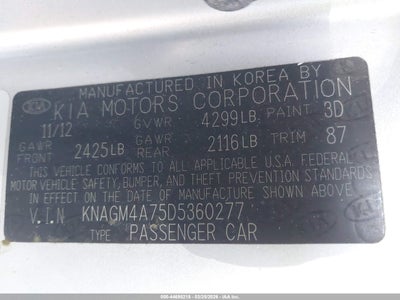 MANUFACTURED IN KOREA BY
KIA KIA MOTORS CORPORATION
11/12 GVWR 4299LB PAINT 3D
GAWR FRONT 2425LB GAWR REAR 2116LB TRIM 87
THIS VEHICLE CONFORMS TO ALL APPLICABLE U.S.A. FEDERAL
MOTOR VEHICLE SAFETY, BUMPER, AND THEFT PREVENTION STANDARDS
IN EFFECT ON THE DATE OF MANUFACTURE SHOWN ABOVE.
V.I.N KNAGM4A75D5360277
TYPE PASSENGER CAR